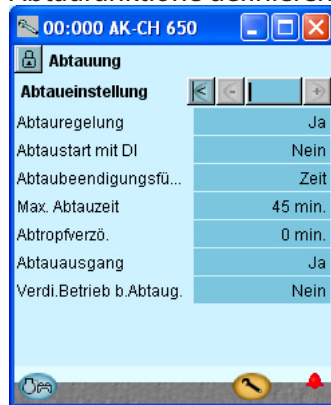 00:000 AK-CH 650
Abtauung
Abtaueinstellung
Abtauregelung Ja
Abtaustart mit DI Nein
Abtaubeendigungsfü... Zeit
Max. Abtauzeit 45 min.
Abtropfverzö. 0 min.
Abtauausgang Ja
Verdi.Betrieb b.Abtaug. Nein